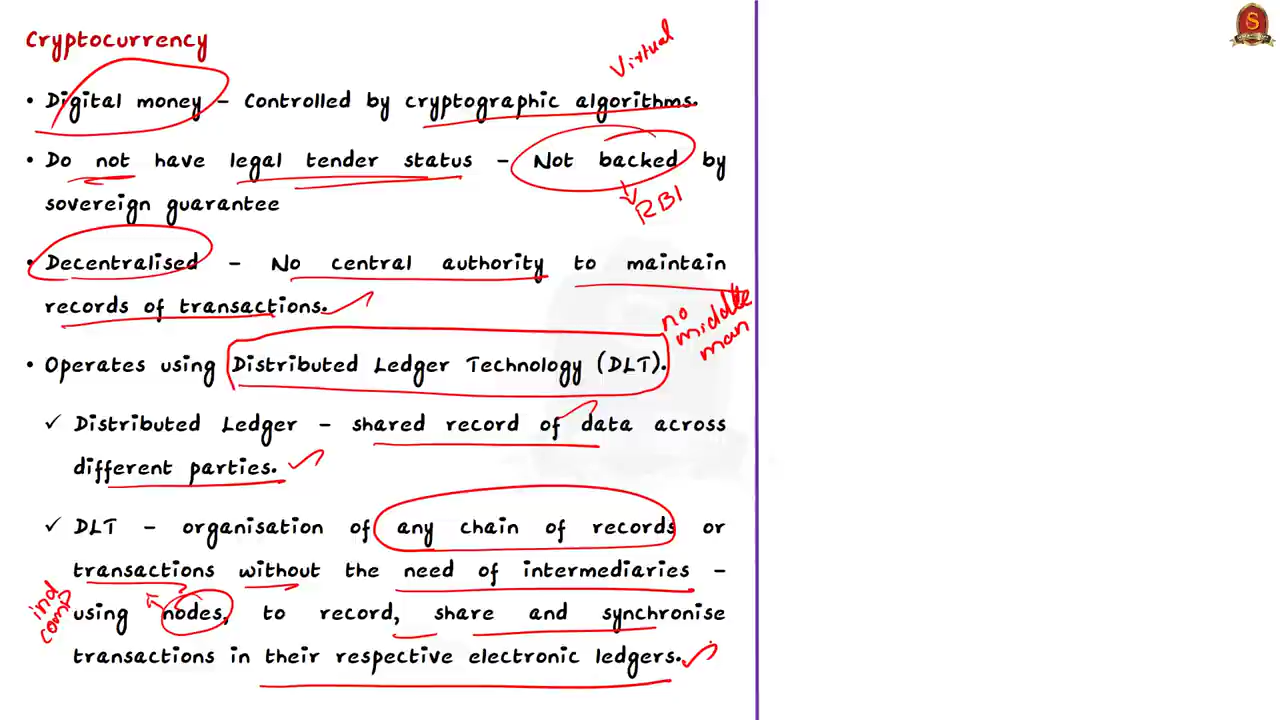 Cryptocurrency
Virtual
• Digital money - Controlled by cryptographic algorithms.
• Do not have legal tender status - Not backed by
sovereign guarantee
RBI
• Decentralised - No central authority to maintain
records of transactions.
no
middle
man
• Operates using Distributed Ledger Technology (DLT).
✓ Distributed Ledger - shared record of data across
different parties.
✓ DLT - organisation of any chain of records or
transactions without the need of intermediaries -
ind
comp
using nodes, to record, share and synchronise
transactions in their respective electronic ledgers.
S